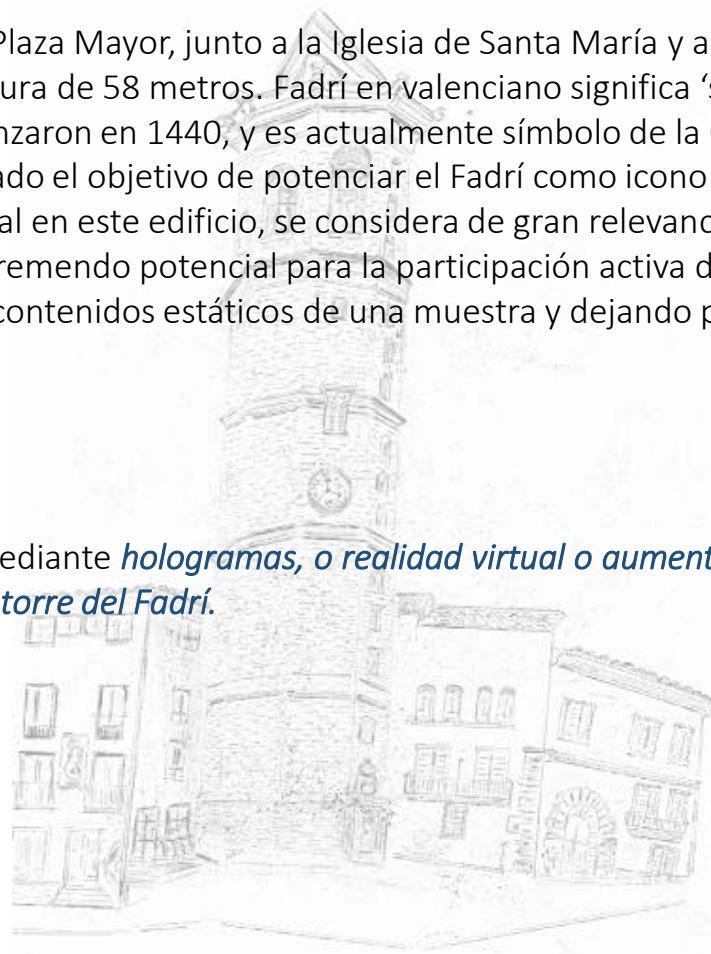 Plaza Mayor, junto a la Iglesia de Santa María y a
ura de 58 metros. Fadrí en valenciano significa ‘s
nzaron en 1440, y es actualmente símbolo de la
ado el objetivo de potenciar el Fadrí como icono
al en este edificio, se considera de gran relevanc
remendo potencial para la participación activa d
contenidos estáticos de una muestra y dejando p
ediante hologramas, o realidad virtual o aument
torre del Fadrí.